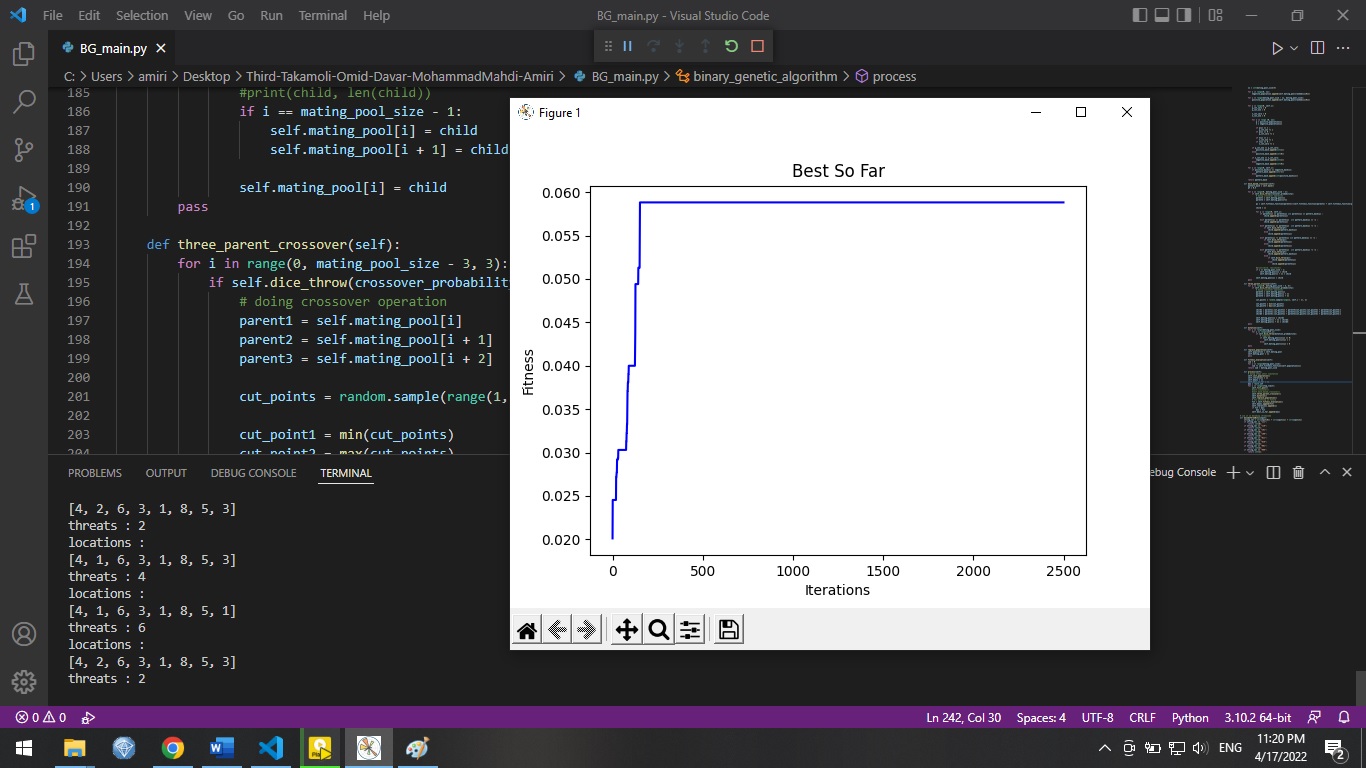 File Edit Selection View Go Run Terminal Help BG_main.py - Visual Studio Code
BG_main.py
C: > Users > amiri > Desktop > Third-Takamoli-Omid-Davar-MohammadMahdi-Amiri > BG_main.py > binary_genetic_algorithm > process
185 #print(child, len(child))
186 if i == mating_pool_size - 1:
187 self.mating_pool[i] = child
188 self.mating_pool[i + 1] = child
189
190 self.mating_pool[i] = child
191 pass
192
193 def three_parent_crossover(self):
194 for i in range(0, mating_pool_size - 3, 3):
195 if self.dice_throw(crossover_probability
196 # doing crossover operation
197 parent1 = self.mating_pool[i]
198 parent2 = self.mating_pool[i + 1]
199 parent3 = self.mating_pool[i + 2]
200
201 cut_points = random.sample(range(1,
202
203 cut_point1 = min(cut_points)
204 cut_point2 = max(cut_points)
1
Figure 1
Best So Far
0.060
0.055
0.050
0.045
0.040
0.035
0.030
0.025
0.020
Fitness
0 500 1000 1500 2000 2500
Iterations
PROBLEMS OUTPUT DEBUG CONSOLE TERMINAL
ebug Console
[4, 2, 6, 3, 1, 8, 5, 3]
threats : 2
locations :
[4, 1, 6, 3, 1, 8, 5, 3]
threats : 4
locations :
[4, 1, 6, 3, 1, 8, 5, 1]
threats : 6
locations :
[4, 2, 6, 3, 1, 8, 5, 3]
threats : 2
0 0 Ln 242, Col 30 Spaces: 4 UTF-8 CRLF Python 3.10.2 64-bit
ENG
11:20 PM
4/17/2022
2